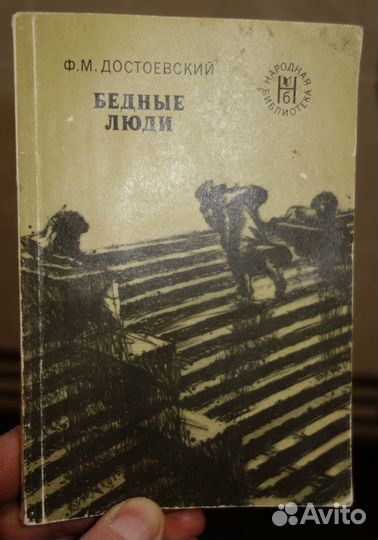 Ф.М. ДОСТОЕВСКИЙ
БЕДНЫЕ
ЛЮДИ
НАРОДНАЯ
НБ
БИБЛИОТЕКА
Avito